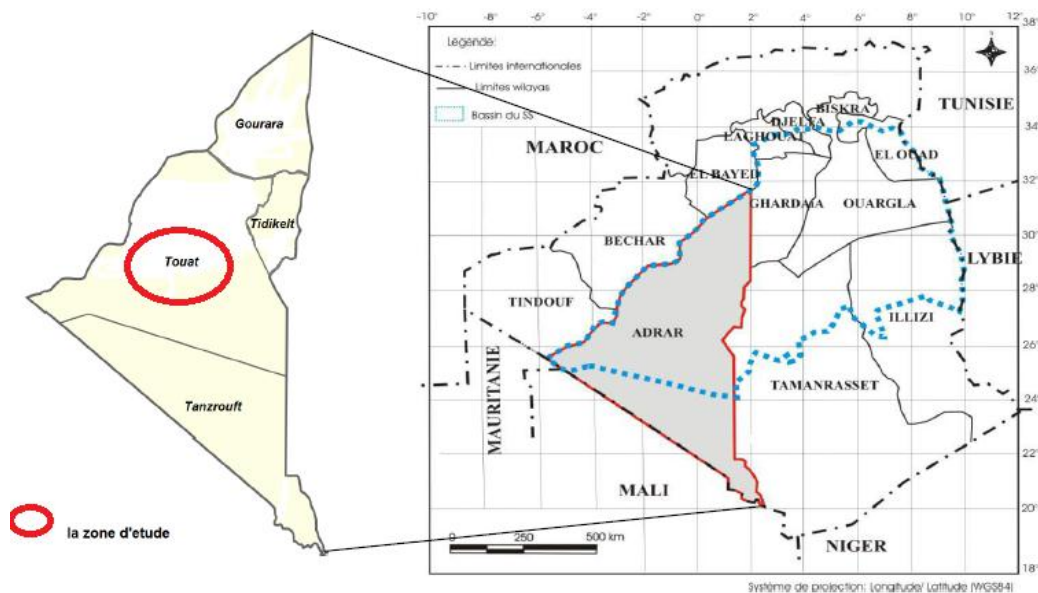 Gourara
Tidikelt
Touat
Tanzrouft
la zone d'etude
-10° -8° -6° -4° -2° 0° 2° 4° 6° 8° 10° 12°
38°
36°
34°
32°
30°
28°
26°
24°
22°
20°
18°
Légende:
Limites internationales
Limites wilayas
Bassin du SS
MAROC
TUNISIE
LYBIE
NIGER
MALI
MAURITANIE
BISKRA
DJELFA
LAGHOUAT
EL OUAD
EL BAYED
GHARDAIA
OUARGLA
BECHAR
TINDOUF
ADRAR
ILLIZI
TAMANRASSET
0 250 500 km
Système de projection: Longitude/ Latitude (WGS84)